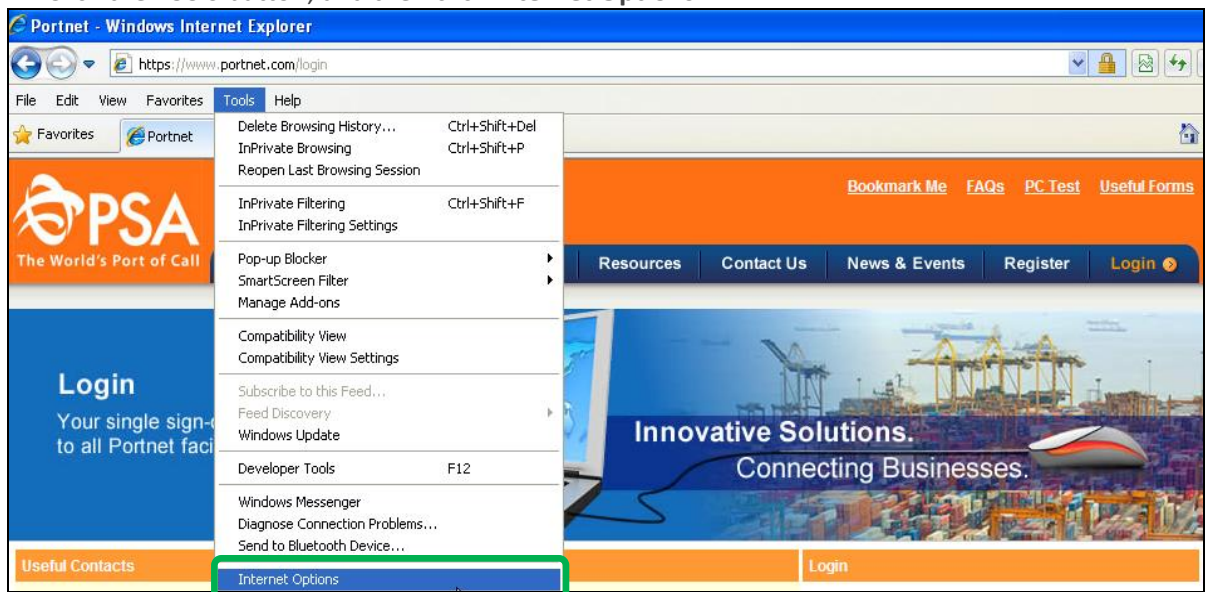 Portnet - Windows Internet Explorer
https://www.portnet.com/login
File Edit View Favorites Tools Help
Favorites Portnet
Delete Browsing History... Ctrl+Shift+Del
InPrivate Browsing Ctrl+Shift+P
Reopen Last Browsing Session
InPrivate Filtering Ctrl+Shift+F
InPrivate Filtering Settings
Pop-up Blocker
SmartScreen Filter
Manage Add-ons
Compatibility View
Compatibility View Settings
Subscribe to this Feed...
Feed Discovery
Windows Update
Developer Tools F12
Windows Messenger
Diagnose Connection Problems...
Send to Bluetooth Device...
Internet Options
Bookmark Me FAQs PC Test Useful Forms
PSA
The World's Port of Call
Resources Contact Us News & Events Register Login
Login
Your single sign-
to all Portnet faci
Innovative Solutions.
Connecting Businesses.
Useful Contacts
Login